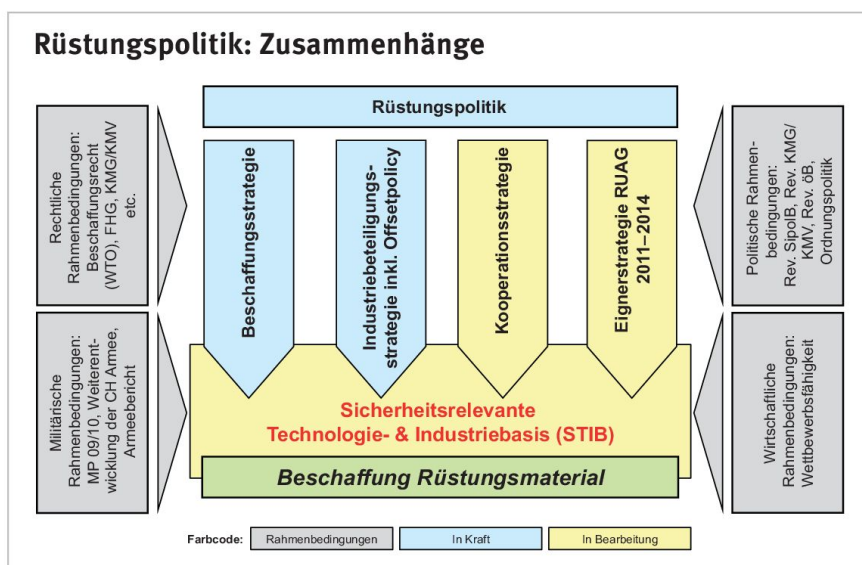 Rüstungspolitik: Zusammenhänge
Rüstungspolitik
Rechtliche
Rahmenbedingungen:
Beschaffungsrecht
(WTO), FHG, KMG/KMV
etc.
Beschaffungsstrategie
Industriebeteiligungs-
strategie inkl. Offsetpolicy
Kooperationsstrategie
Eignerstrategie RUAG
2011–2014
Politische Rahmen-
bedingungen:
Rev. SipolB, Rev. KMG/
KMV, Rev. öB,
Ordnungspolitik
Militärische
Rahmenbedingungen:
MP 09/10, Weiterent-
wicklung der CH Armee,
Armeebericht
Sicherheitsrelevante
Technologie- & Industriebasis (STIB)
Beschaffung Rüstungsmaterial
Wirtschaftliche
Rahmenbedingungen:
Wettbewerbsfähigkeit
Farbcode: Rahmenbedingungen In Kraft In Bearbeitung